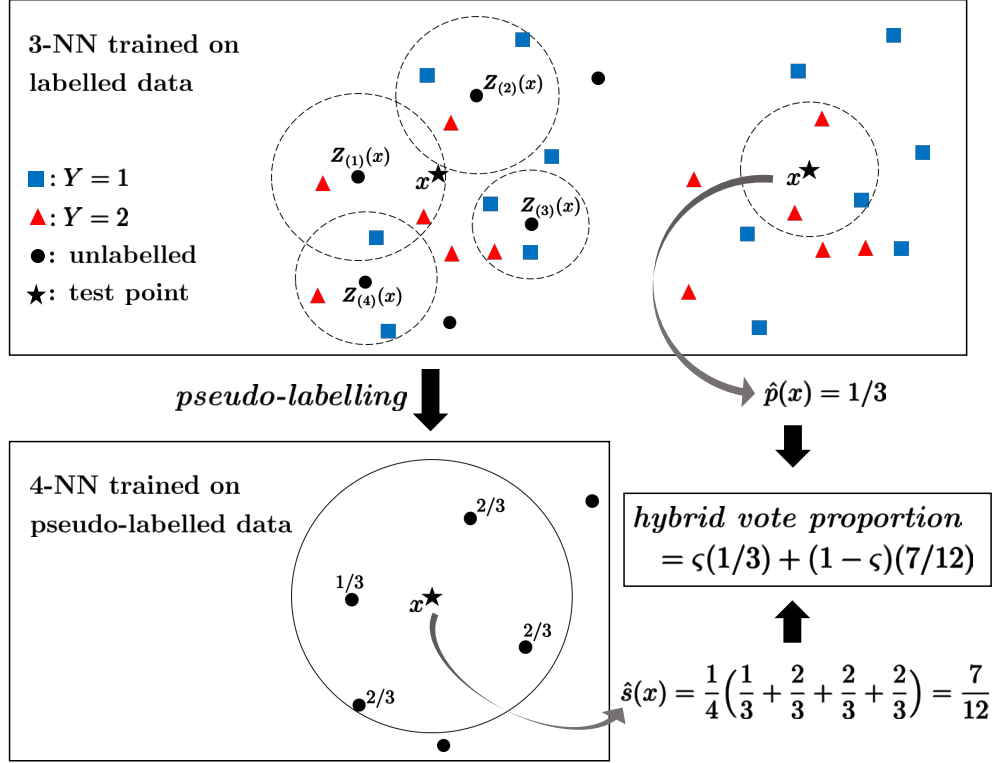 3-NN trained on
labelled data
: Y = 1
: Y = 2
: unlabelled
: test point
Z₍₂₎(x)
Z₍₁₎(x)
x
Z₍₃₎(x)
Z₍₄₎(x)
x
pseudo-labelling
p̂(x) = 1/3
4-NN trained on
pseudo-labelled data
2/3
1/3
x
2/3
2/3
hybrid vote proportion
= ς(1/3) + (1 − ς)(7/12)
ŝ(x) = 1/4(1/3 + 2/3 + 2/3 + 2/3) = 7/12